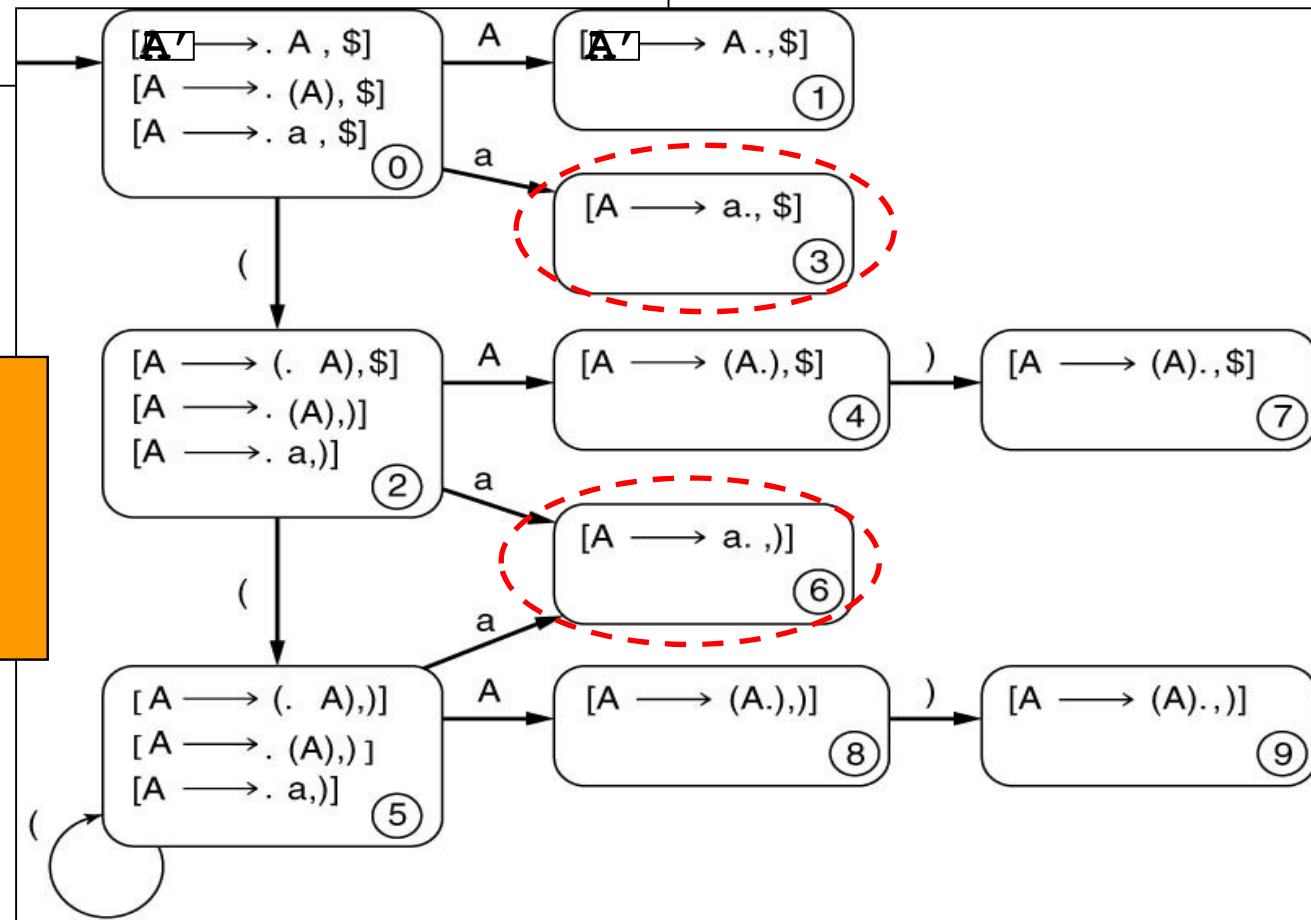 [A′ ⟶. A , $]
[A ⟶. (A), $]
[A ⟶. a , $]
0
A
[A′ ⟶ A .,$]
1
a
[A ⟶ a., $]
3
(
[A ⟶ (. A),$]
[A ⟶. (A),)]
[A ⟶. a,)]
2
A
[A ⟶ (A.),$]
4
)
[A ⟶ (A).,$]
7
a
[A ⟶ a. ,)]
6
(
a
[A ⟶ (. A),)]
[A ⟶. (A),) ]
[A ⟶. a,)]
5
A
[A ⟶ (A.),)]
8
)
[A ⟶ (A).,)]
9
(